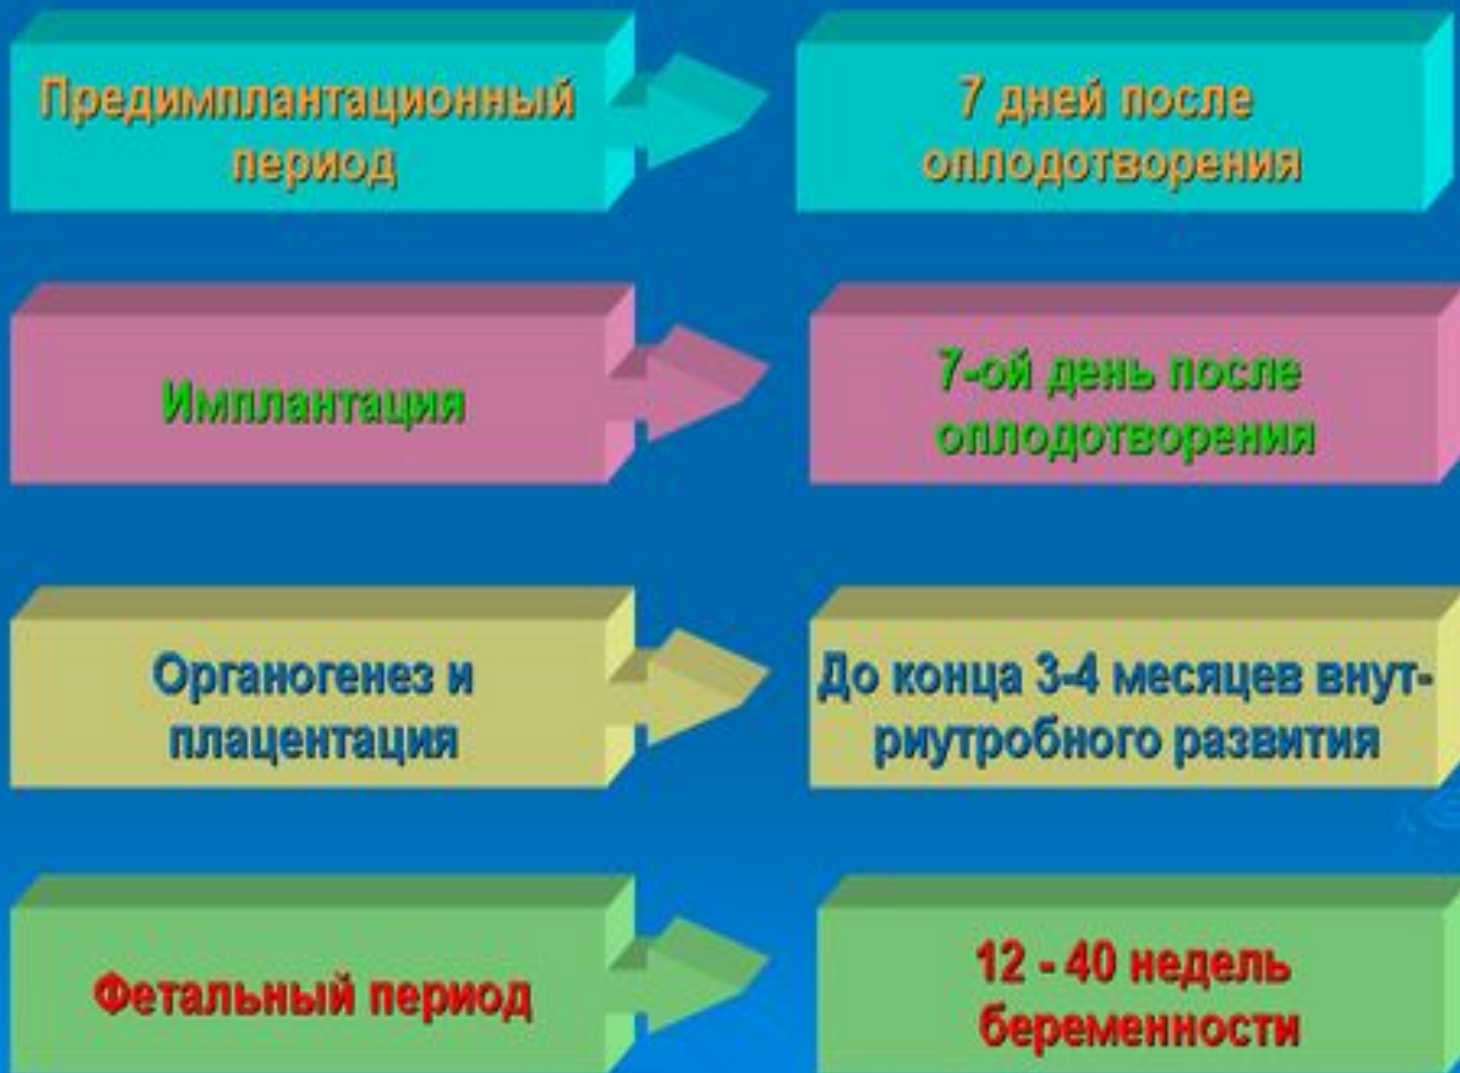 Предимплантационный
период
7 дней после
оплодотворения
Имплантация
7-ой день после
оплодотворения
Органогенез и
плацентация
До конца 3-4 месяцев внут-
риутробного развития
Фетальный период
12 - 40 недель
беременности